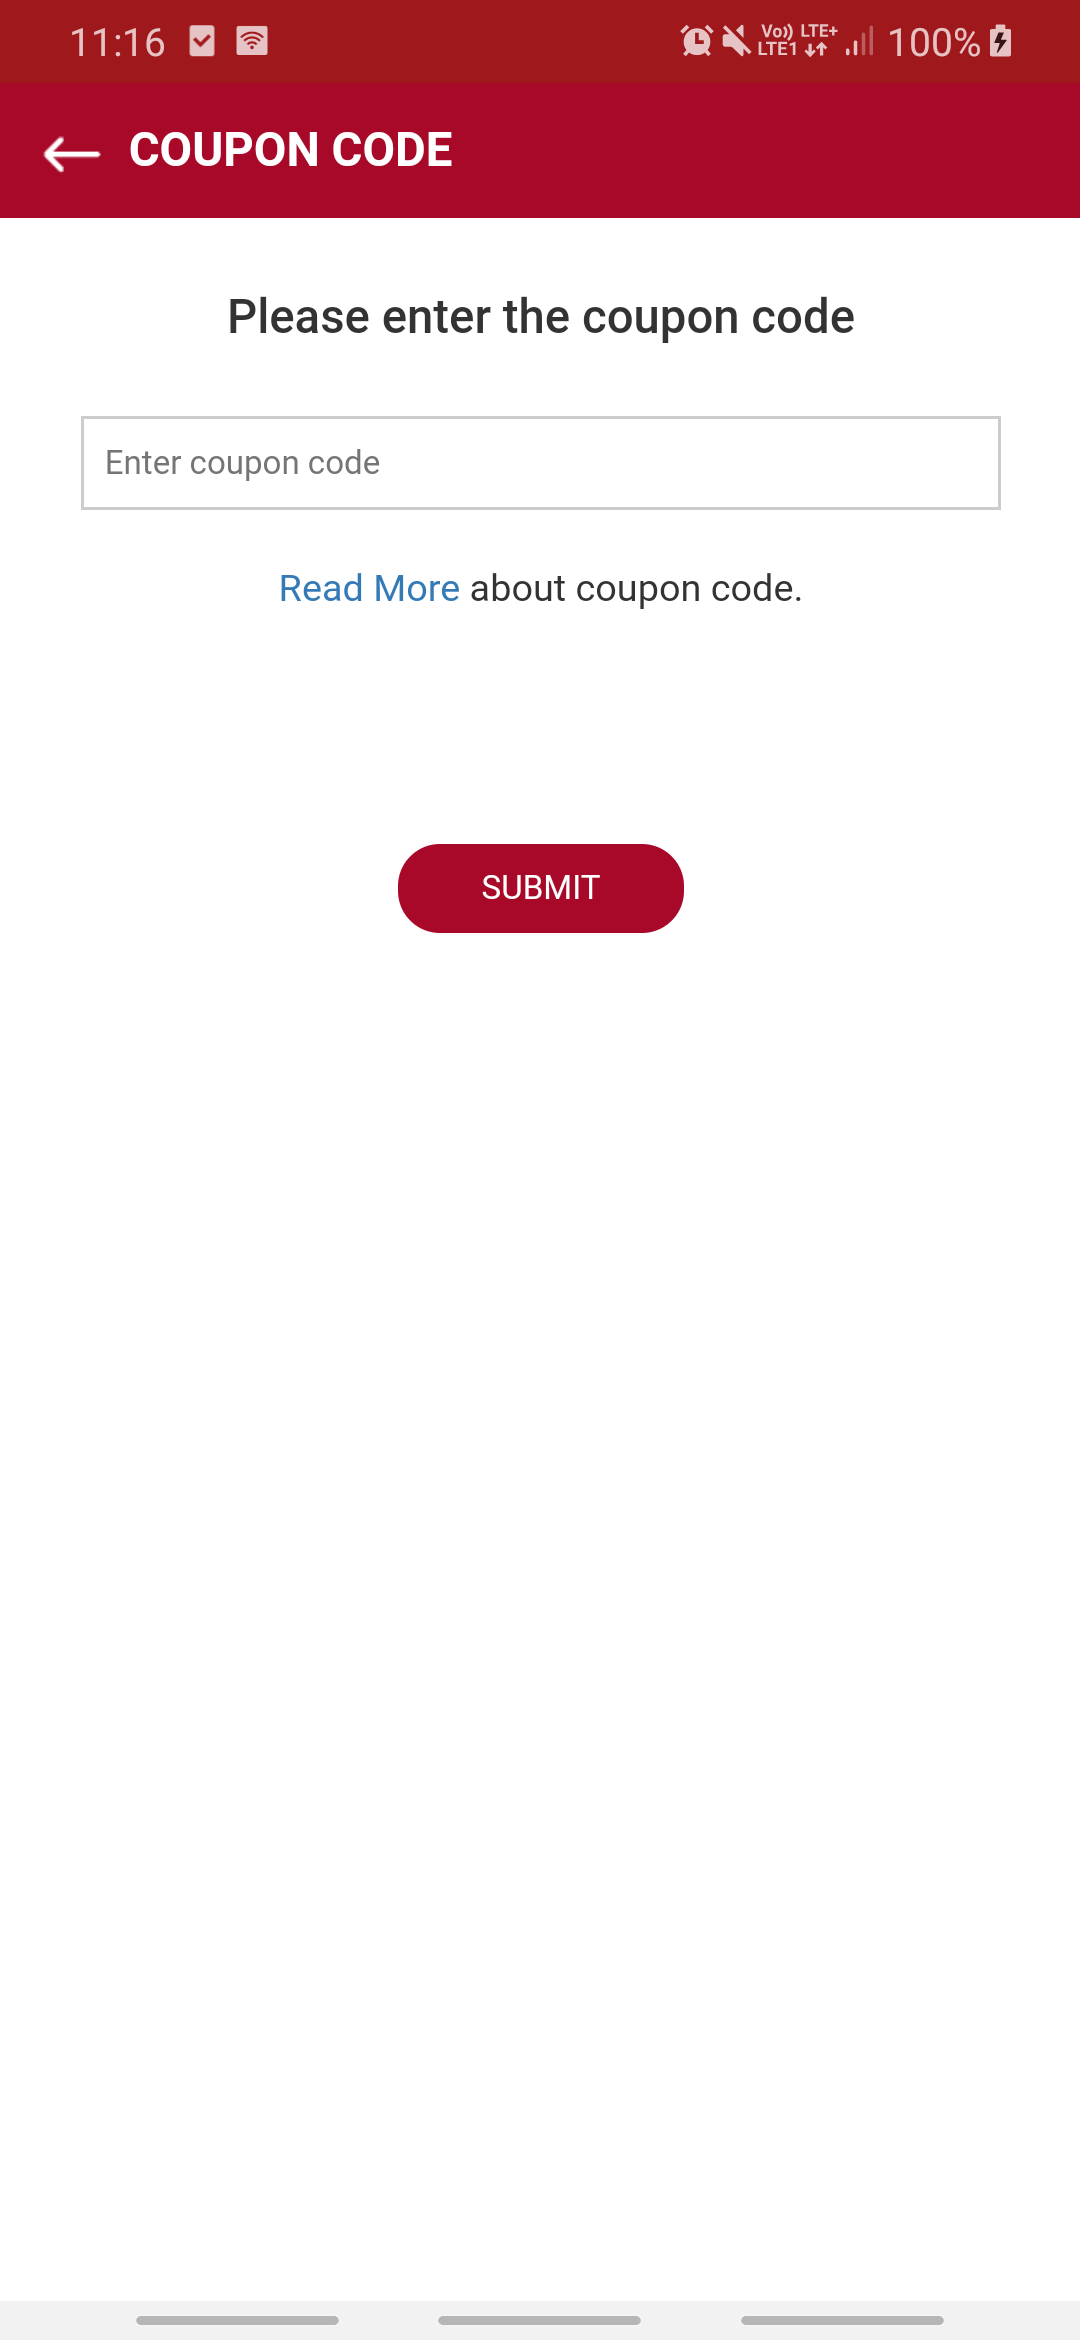 11:16
Vo)) LTE+
LTE1
100%
COUPON CODE
Please enter the coupon code
Enter coupon code
Read More about coupon code.
SUBMIT